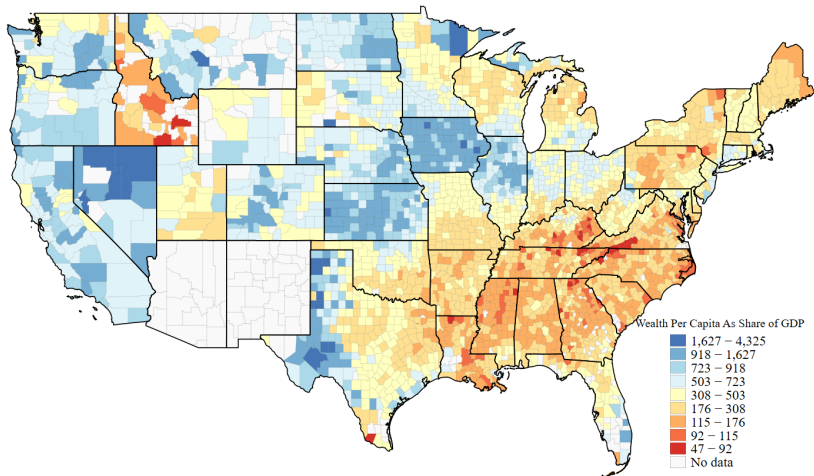 Wealth Per Capita As Share of GDP
1,627 − 4,325
918 − 1,627
723 − 918
503 − 723
308 − 503
176 − 308
115 − 176
92 − 115
47 − 92
No data